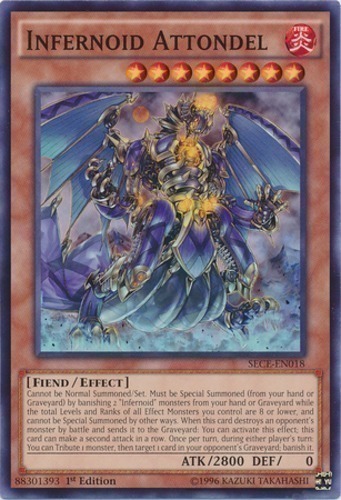 INFERNOID ATTONDEL
FIRE
炎
SECE-EN018
[FIEND / EFFECT]
Cannot be Normal Summoned/Set. Must be Special Summoned (from your hand or
Graveyard) by banishing 2 "Infernoid" monsters from your hand or Graveyard while
the total Levels and Ranks of all Effect Monsters you control are 8 or lower, and
cannot be Special Summoned by other ways. When this card destroys an opponent's
monster by battle and sends it to the Graveyard: You can activate this effect; this
card can make a second attack in a row. Once per turn, during either player's turn:
You can Tribute 1 monster, then target 1 card in your opponent's Graveyard; banish it.
ATK/2800 DEF/ 0
88301393 1st Edition ©1996 KAZUKI TAKAHASHI